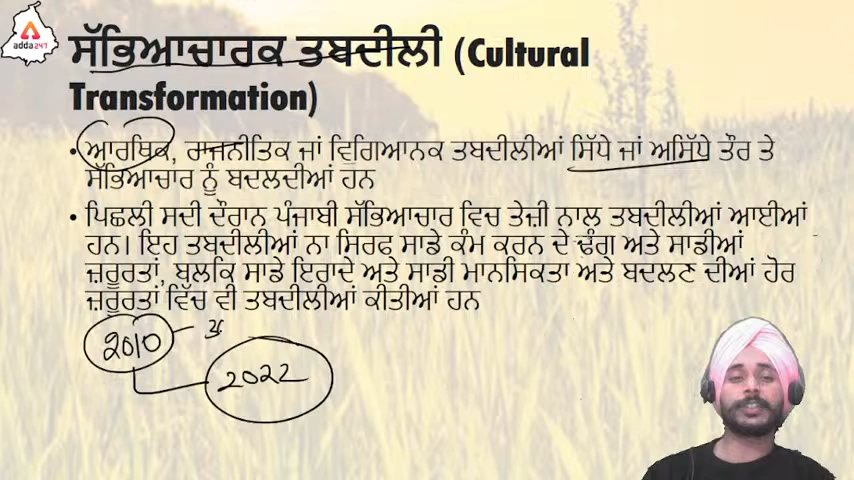 adda247
ਸੱਭਿਆਚਾਰਕ ਤਬਦੀਲੀ (Cultural
Transformation)
• ਆਰਥਿਕ, ਰਾਜਨੀਤਿਕ ਜਾਂ ਵਿਗਿਆਨਕ ਤਬਦੀਲੀਆਂ ਸਿੱਧੇ ਜਾਂ ਅਸਿੱਧੇ ਤੌਰ ਤੇ
ਸੱਭਿਆਚਾਰ ਨੂੰ ਬਦਲਦੀਆਂ ਹਨ
• ਪਿਛਲੀ ਸਦੀ ਦੌਰਾਨ ਪੰਜਾਬੀ ਸੱਭਿਆਚਾਰ ਵਿਚ ਤੇਜ਼ੀ ਨਾਲ ਤਬਦੀਲੀਆਂ ਆਈਆਂ
ਹਨ। ਇਹ ਤਬਦੀਲੀਆਂ ਨਾ ਸਿਰਫ ਸਾਡੇ ਕੰਮ ਕਰਨ ਦੇ ਢੰਗ ਅਤੇ ਸਾਡੀਆਂ
ਜ਼ਰੂਰਤਾਂ, ਬਲਕਿ ਸਾਡੇ ਇਰਾਦੇ ਅਤੇ ਸਾਡੀ ਮਾਨਸਿਕਤਾ ਅਤੇ ਬਦਲਣ ਦੀਆਂ ਹੋਰ
ਜ਼ਰੂਰਤਾਂ ਵਿੱਚ ਵੀ ਤਬਦੀਲੀਆਂ ਕੀਤੀਆਂ ਹਨ
2010
2022